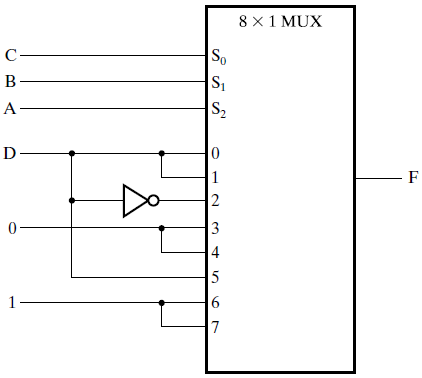 8 × 1 MUX
C S₀
B S₁
A S₂
D 0
1
2
0 3
4
5
1 6
7
F